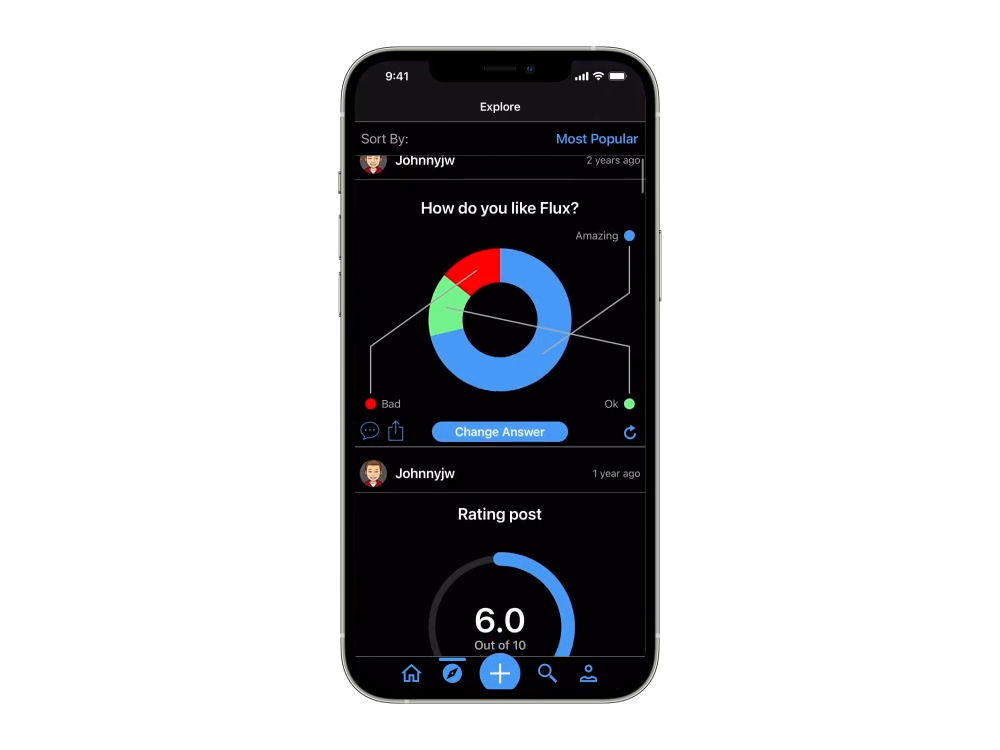 9:41
Explore
Sort By: Most Popular
Johnnyjw 2 years ago
How do you like Flux?
Amazing
Bad Ok
Change Answer
Johnnyjw 1 year ago
Rating post
6.0
Out of 10